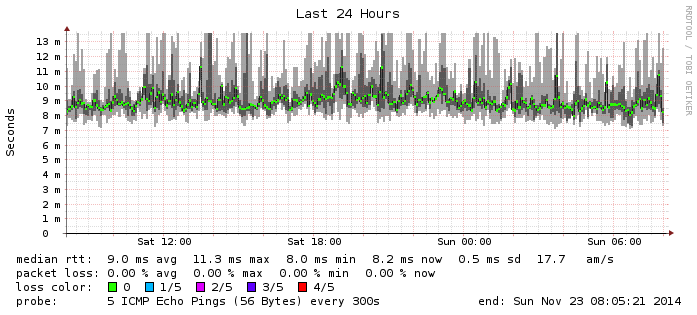 Last 24 Hours
RRDTOOL / TOBI OETIKER
Seconds
13 m
12 m
11 m
10 m
9 m
8 m
7 m
6 m
5 m
4 m
3 m
2 m
1 m
0
Sat 12:00 Sat 18:00 Sun 00:00 Sun 06:00
median rtt: 9.0 ms avg 11.3 ms max 8.0 ms min 8.2 ms now 0.5 ms sd 17.7 am/s
packet loss: 0.00 % avg 0.00 % max 0.00 % min 0.00 % now
loss color: 0 1/5 2/5 3/5 4/5
probe: 5 ICMP Echo Pings (56 Bytes) every 300s end: Sun Nov 23 08:05:21 2014